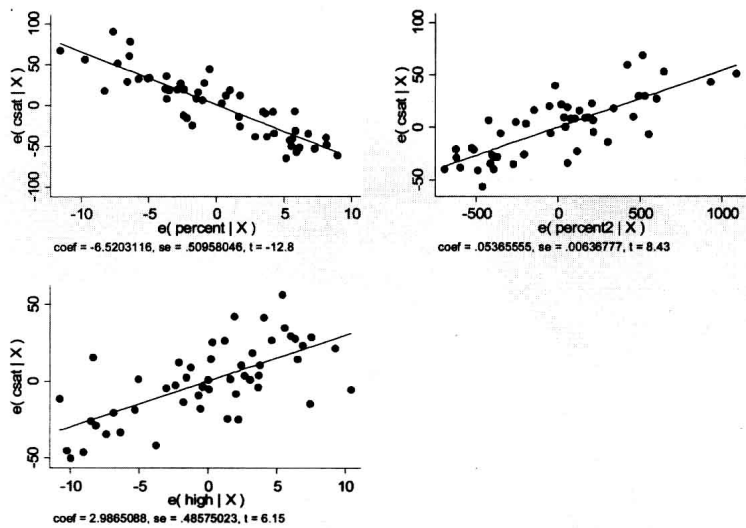 e( csat | X )
100
50
0
-50
-100
-10
-5
0
5
10
e( percent | X )
coef = -6.5203116, se = .50958046, t = -12.8
e( csat | X )
100
50
0
-50
-500
0
500
1000
e( percent2 | X )
coef = .05365555, se = .00636777, t = 8.43
e( csat | X )
50
0
-50
-10
-5
0
5
10
e( high | X )
coef = 2.9865088, se = .48575023, t = 6.15